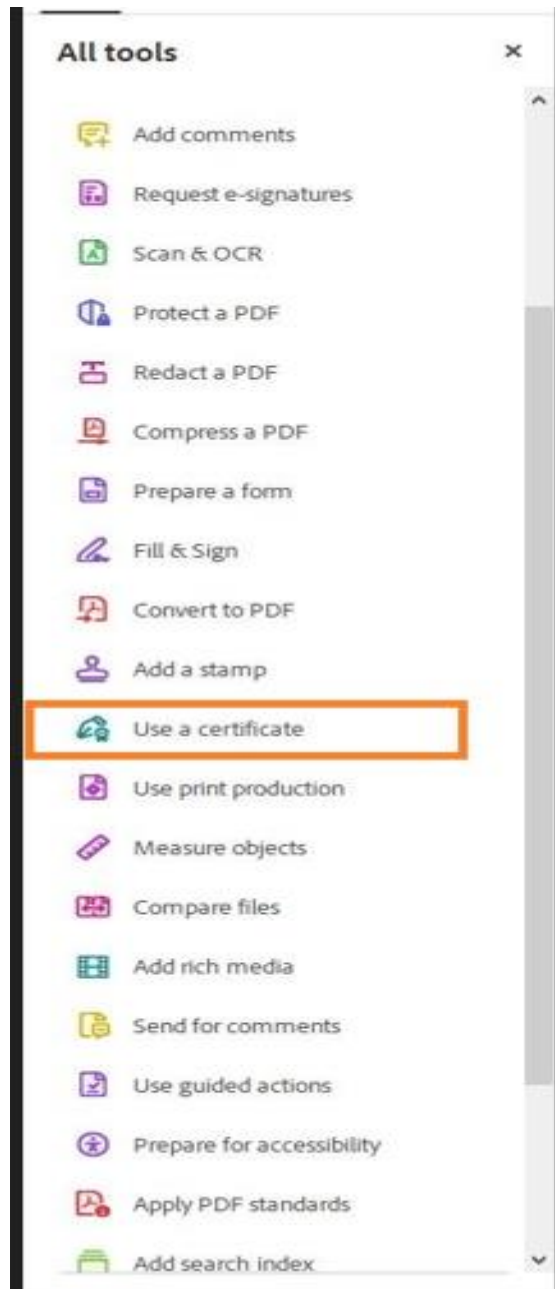 All tools
Add comments
Request e-signatures
Scan & OCR
Protect a PDF
Redact a PDF
Compress a PDF
Prepare a form
Fill & Sign
Convert to PDF
Add a stamp
Use a certificate
Use print production
Measure objects
Compare files
Add rich media
Send for comments
Use guided actions
Prepare for accessibility
Apply PDF standards
Add search index